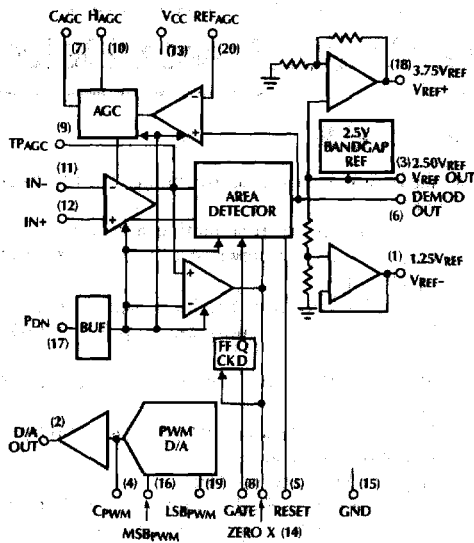 CAGC HAGC VCC REFAGC
(7) (10) (13) (20)
AGC
(9)
TPAGC
(11)
IN-
(12)
IN+
AREA
DETECTOR
(18) 3.75VREF
VREF+
2.5V
BANDGAP
REF
(3) 2.50VREF
VREF OUT
DEMOD
(6) OUT
(1) 1.25VREF
VREF-
PDN
(17)
BUF
FF Q
CK D
D/A (2)
OUT
PWM
D/A
(4) (16) (19) (8) (5) (15)
CPWM LSBPWM GATE RESET GND
MSBPWM ZERO X (14)